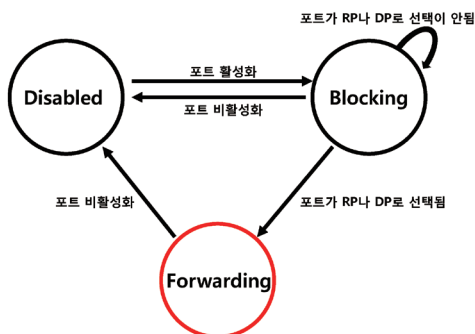 포트가 RP나 DP로 선택이 안됨
포트 활성화
Disabled
Blocking
포트 비활성화
포트 비활성화
포트가 RP나 DP로 선택됨
Forwarding